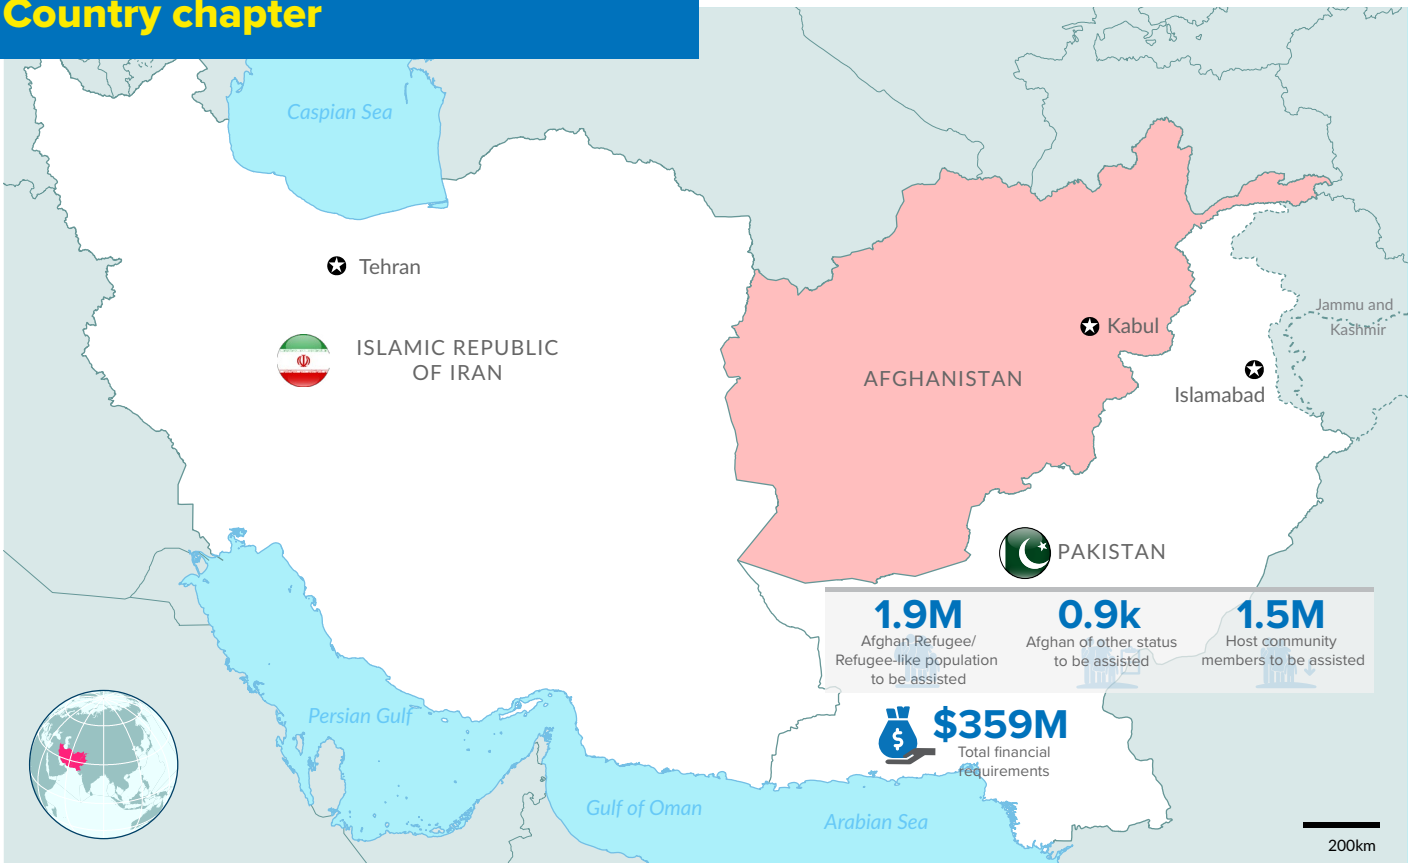 Country chapter
Caspian Sea
Tehran
ISLAMIC REPUBLIC
OF IRAN
Kabul
AFGHANISTAN
Jammu and
Kashmir
Islamabad
PAKISTAN
1.9M
Afghan Refugee/
Refugee-like population
to be assisted
0.9k
Afghan of other status
to be assisted
1.5M
Host community
members to be assisted
$359M
Total financial
requirements
Persian Gulf
Gulf of Oman
Arabian Sea
200km